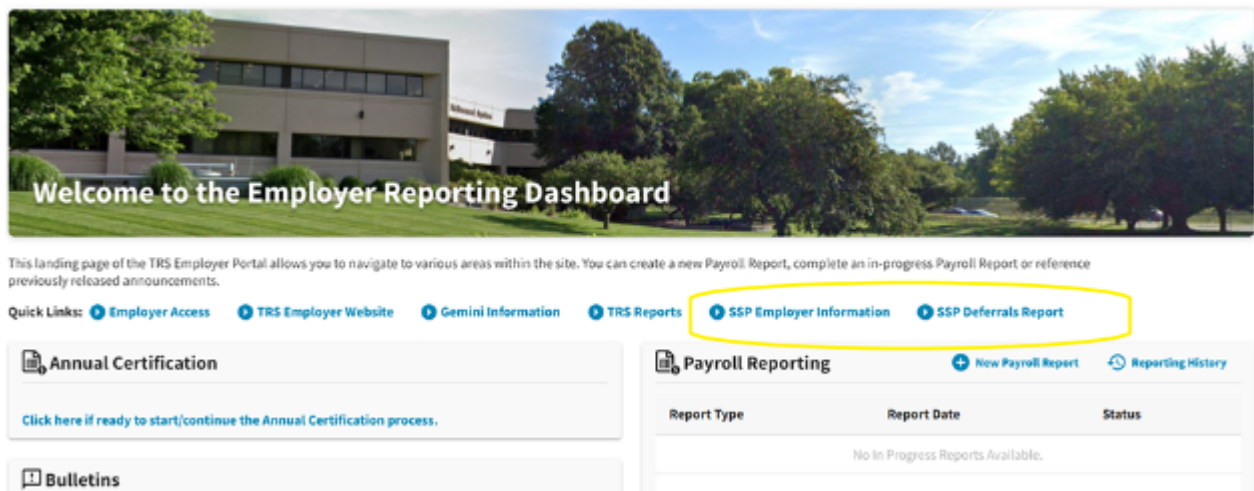 Welcome to the Employer Reporting Dashboard
This landing page of the TRS Employer Portal allows you to navigate to various areas within the site. You can create a new Payroll Report, complete an in-progress Payroll Report or reference
previously released announcements.
Quick Links: Employer Access TRS Employer Website Gemini Information TRS Reports SSP Employer Information SSP Deferrals Report
Annual Certification
Click here if ready to start/continue the Annual Certification process.
Bulletins
Payroll Reporting New Payroll Report Reporting History
Report Type Report Date Status
No In Progress Reports Available.